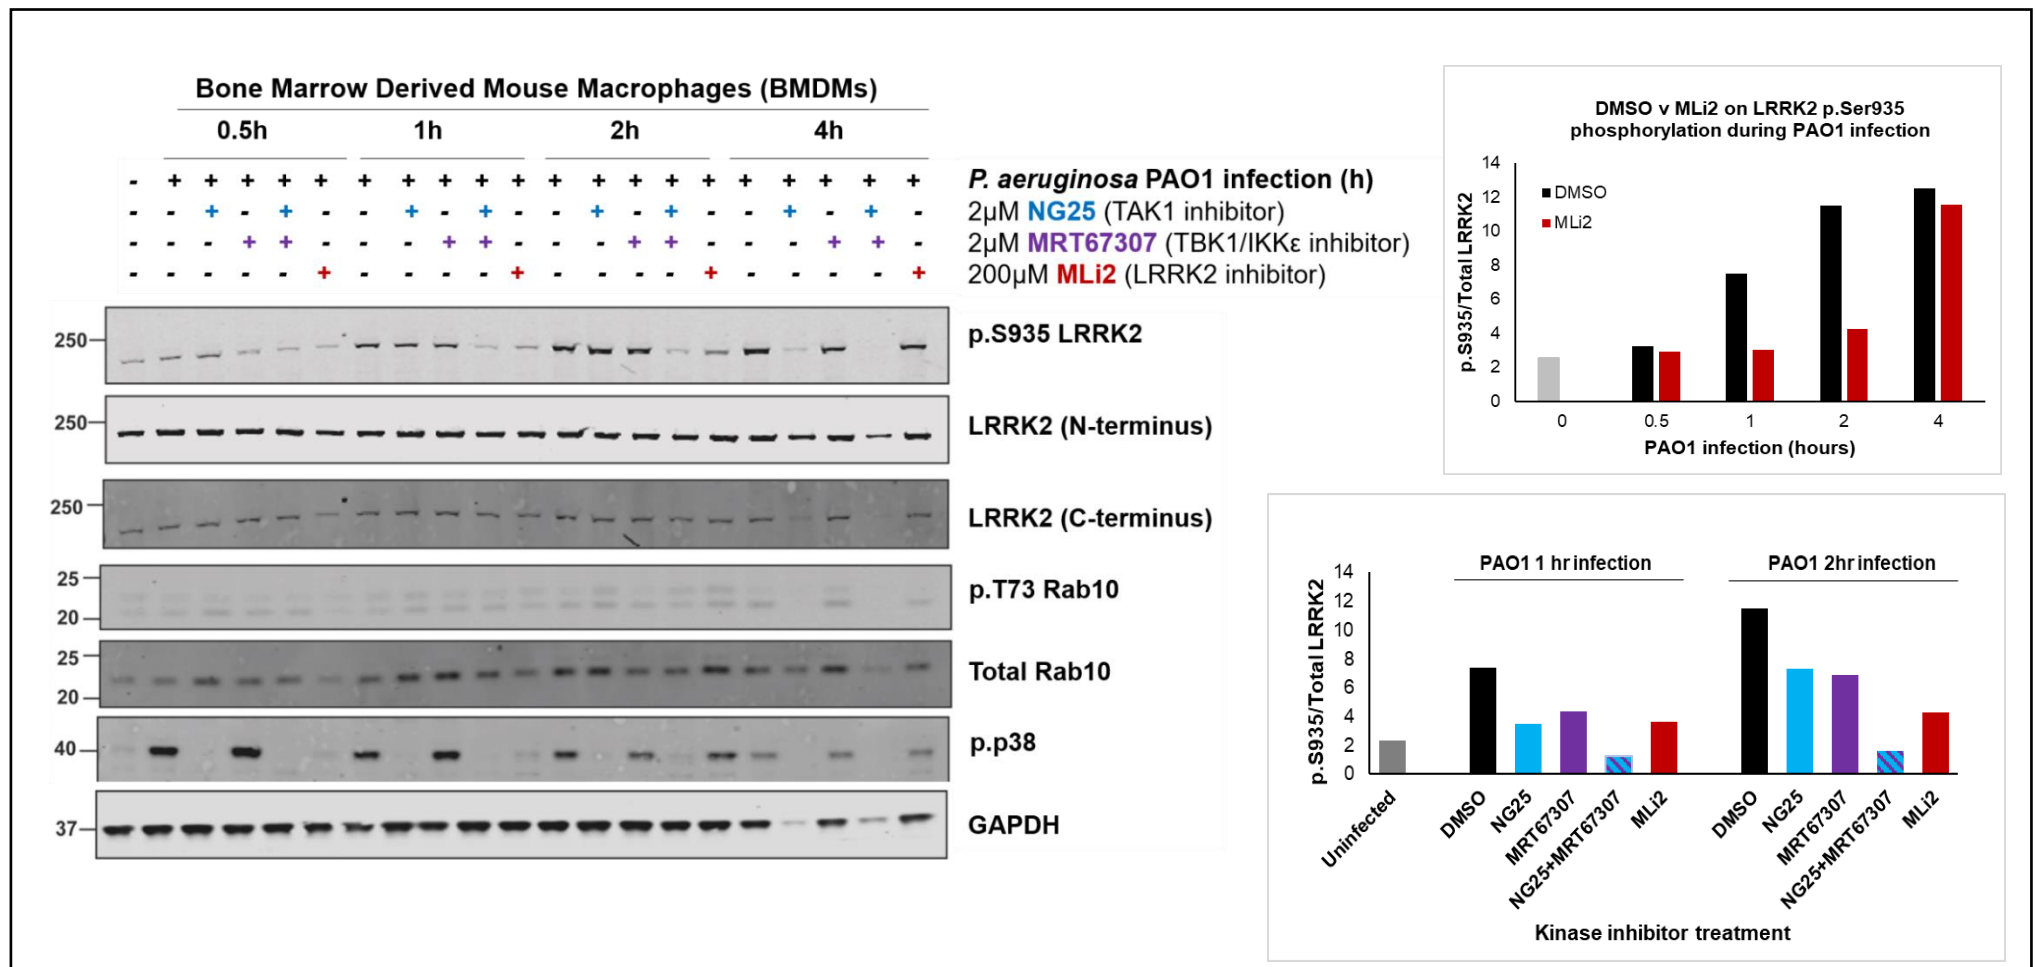 Bone Marrow Derived Mouse Macrophages (BMDMs)
0.5h 1h 2h 4h
- + + + + + + + + + + + + + + + + + + + + P. aeruginosa PAO1 infection (h)
- - + - + - - + - + - - + - + - - + - + - 2µM NG25 (TAK1 inhibitor)
- - - + + - - - + + - - - + + - - - + + - 2µM MRT67307 (TBK1/IKKε inhibitor)
- - - - - + - - - - + - - - - + - - - - + 200µM MLi2 (LRRK2 inhibitor)
250 p.S935 LRRK2
250 LRRK2 (N-terminus)
250 LRRK2 (C-terminus)
25
20
p.T73 Rab10
25
20
Total Rab10
40 p.p38
37 GAPDH
DMSO v MLi2 on LRRK2 p.Ser935
phosphorylation during PAO1 infection
p.S935/Total LRRK2
14
12
10
8
6
4
2
0
DMSO
MLi2
0 0.5 1 2 4
PAO1 infection (hours)
PAO1 1 hr infection PAO1 2hr infection
p.S935/Total LRRK2
14
12
10
8
6
4
2
0
Uninfected
DMSO
NG25
MRT67307
NG25+MRT67307
MLi2
DMSO
NG25
MRT67307
NG25+MRT67307
MLi2
Kinase inhibitor treatment